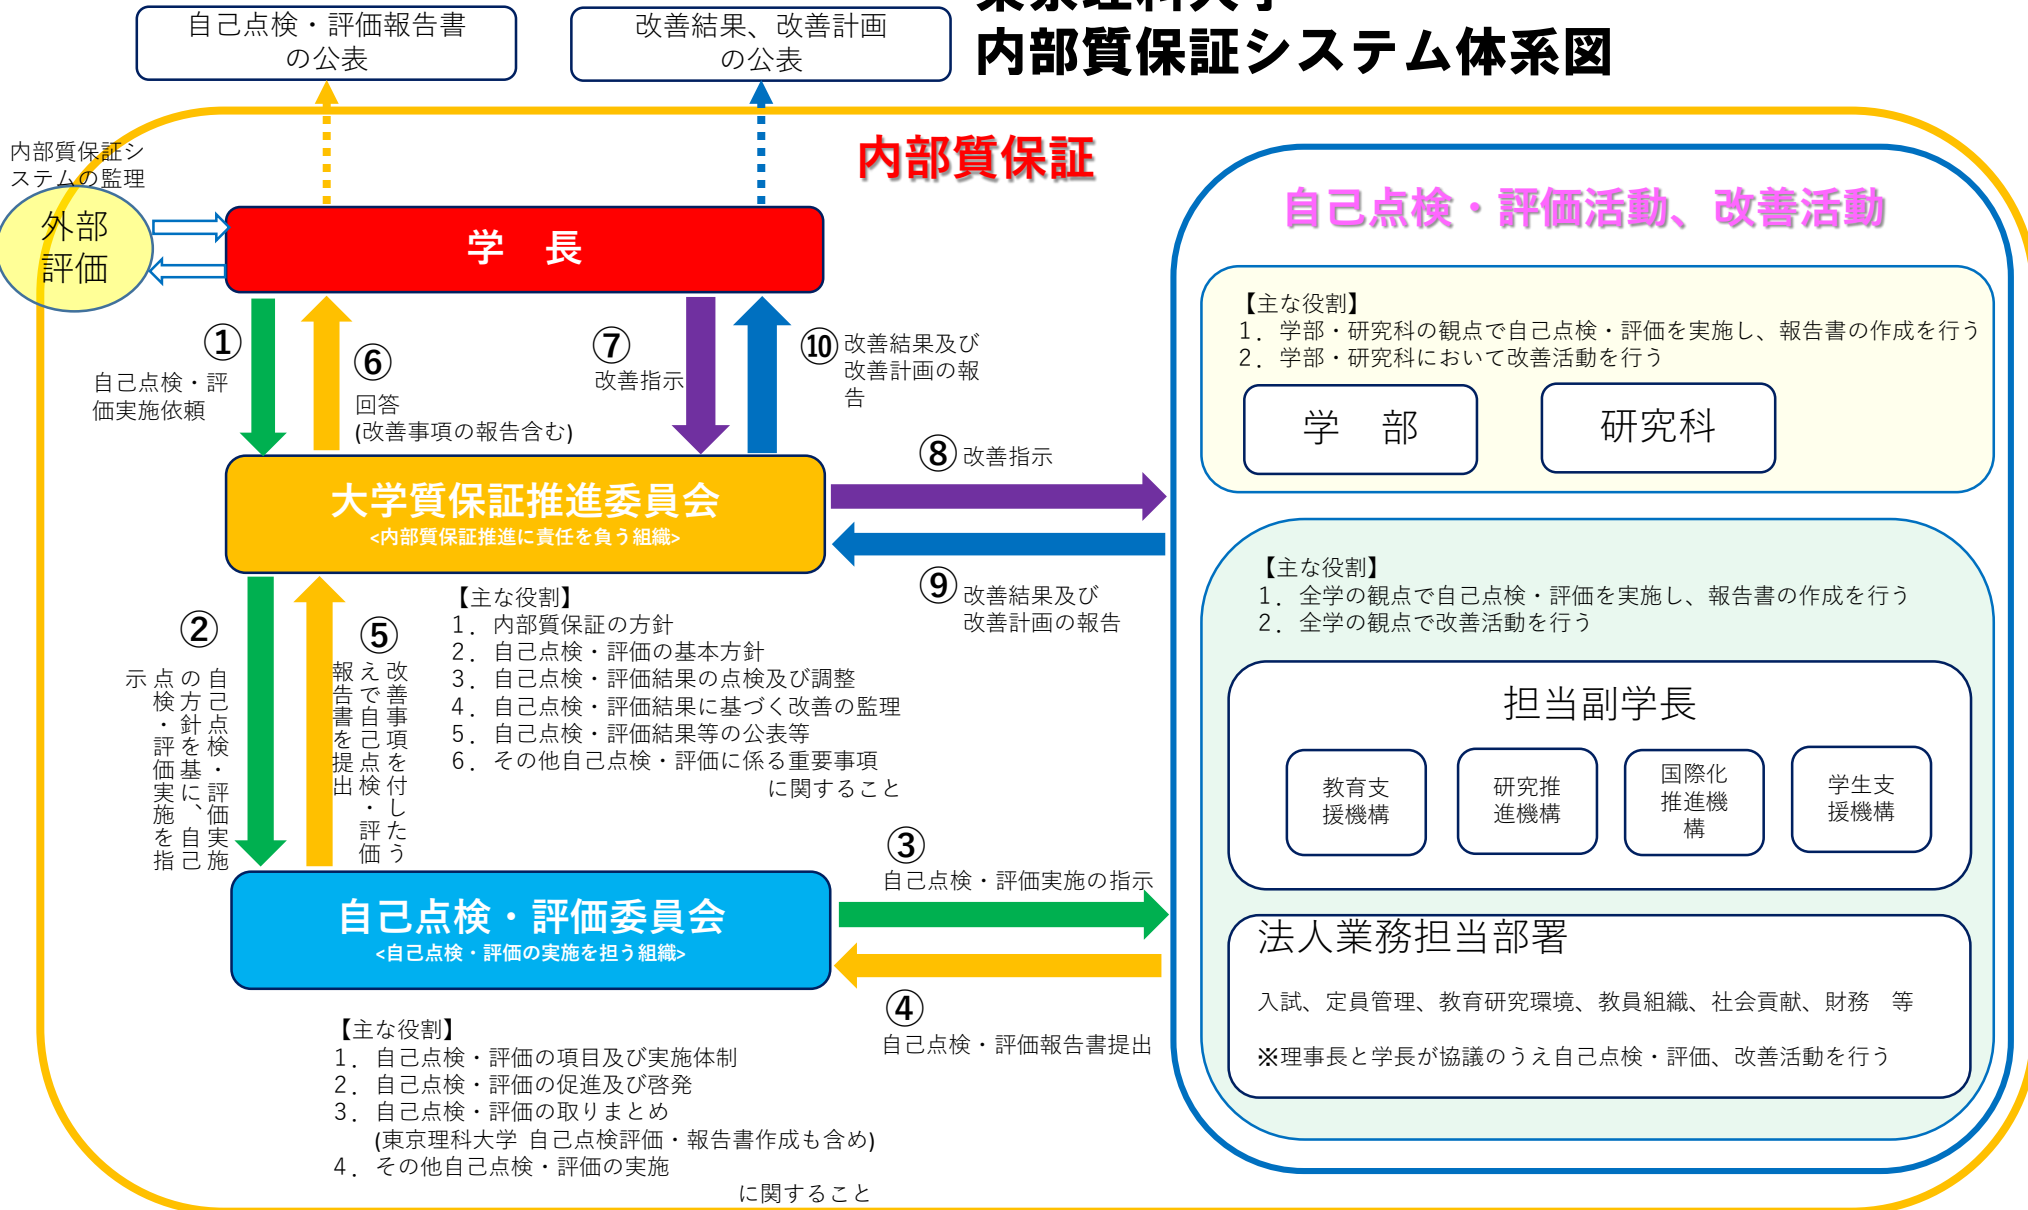 東京理科大学
内部質保証システム体系図
自己点検・評価報告書
の公表
改善結果、改善計画
の公表
内部質保証シ
ステムの監理
外部
評価
内部質保証
学　長
①
自己点検・評
価実施依頼
⑥
回答
(改善事項の報告含む)
⑦
改善指示
⑩
改善結果及び
改善計画の報
告
大学質保証推進委員会
<内部質保証推進に責任を負う組織>
⑧
改善指示
⑨
改善結果及び
改善計画の報告
②
自己点検・評価実施
の方針を基に、自己
点検・評価実施を指
示
⑤
改善事項を付したう
えで自己点検・評価
報告書を提出
【主な役割】
1．内部質保証の方針
2．自己点検・評価の基本方針
3．自己点検・評価結果の点検及び調整
4．自己点検・評価結果に基づく改善の監理
5．自己点検・評価結果等の公表等
6．その他自己点検・評価に係る重要事項
に関すること
③
自己点検・評価実施の指示
自己点検・評価委員会
<自己点検・評価の実施を担う組織>
④
自己点検・評価報告書提出
【主な役割】
1．自己点検・評価の項目及び実施体制
2．自己点検・評価の促進及び啓発
3．自己点検・評価の取りまとめ
(東京理科大学 自己点検評価・報告書作成も含め)
4．その他自己点検・評価の実施
に関すること
自己点検・評価活動、改善活動
【主な役割】
1．学部・研究科の観点で自己点検・評価を実施し、報告書の作成を行う
2．学部・研究科において改善活動を行う
学　部
研究科
【主な役割】
1．全学の観点で自己点検・評価を実施し、報告書の作成を行う
2．全学の観点で改善活動を行う
担当副学長
教育支
援機構
研究推
進機構
国際化
推進機
構
学生支
援機構
法人業務担当部署
入試、定員管理、教育研究環境、教員組織、社会貢献、財務　等
※理事長と学長が協議のうえ自己点検・評価、改善活動を行う